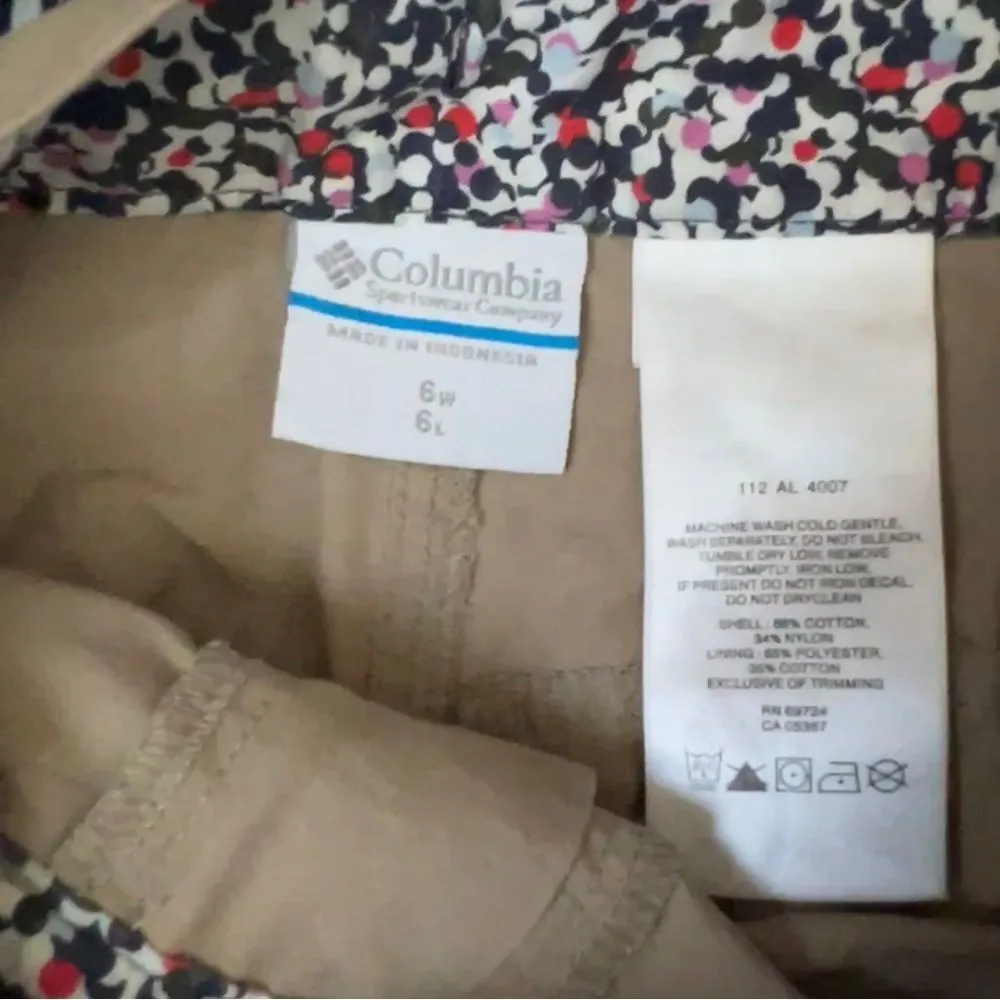 Columbia
Sportswear Company
MADE IN INDONESIA
6W
6L
112 AL 4007
MACHINE WASH COLD GENTLE.
WASH SEPARATELY. DO NOT BLEACH.
TUMBLE DRY LOW. REMOVE
PROMPTLY. IRON LOW.
IF PRESENT DO NOT IRON DECAL.
DO NOT DRYCLEAN
SHELL : 66% COTTON,
34% NYLON
LINING : 65% POLYESTER,
35% COTTON
EXCLUSIVE OF TRIMMING
RN 69724
CA 05367